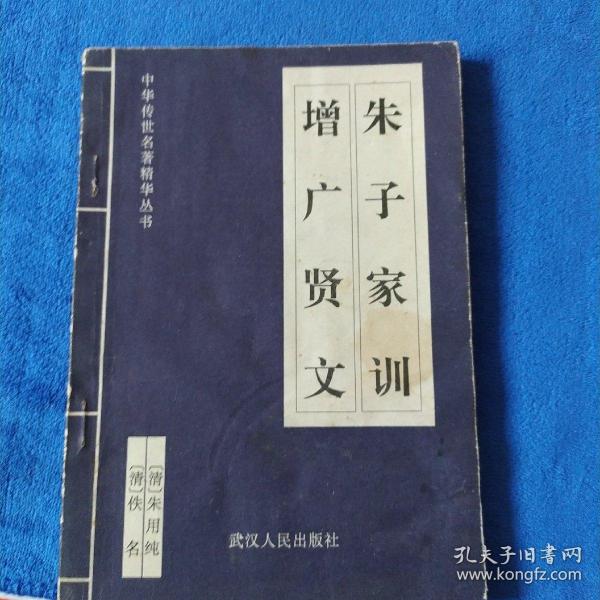 朱子家训
增广贤文
中华传世名著精华丛书
〔清〕朱用纯
〔清〕佚名
武汉人民出版社
孔夫子旧书网
www.kongfz.com